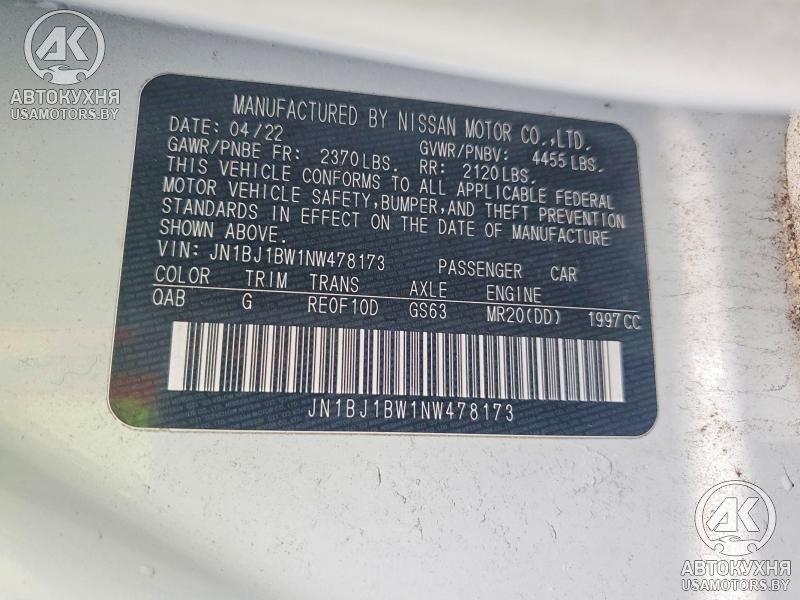 AK
АВТОКУХНЯ
USAMOTORS.BY
MANUFACTURED BY NISSAN MOTOR CO.,LTD.
DATE: 04/22 GVWR/PNBV: 4455LBS.
GAWR/PNBE FR: 2370LBS. RR: 2120LBS.
THIS VEHICLE CONFORMS TO ALL APPLICABLE FEDERAL
MOTOR VEHICLE SAFETY,BUMPER,AND THEFT PREVENTION
STANDARDS IN EFFECT ON THE DATE OF MANUFACTURE
SHOWN ABOVE.
VIN: JN1BJ1BW1NW478173 PASSENGER CAR
COLOR TRIM TRANS AXLE ENGINE
QAB G RE0F10D GS63 MR20(DD) 1997CC
JN1BJ1BW1NW478173
AK
АВТОКУХНЯ
USAMOTORS.BY